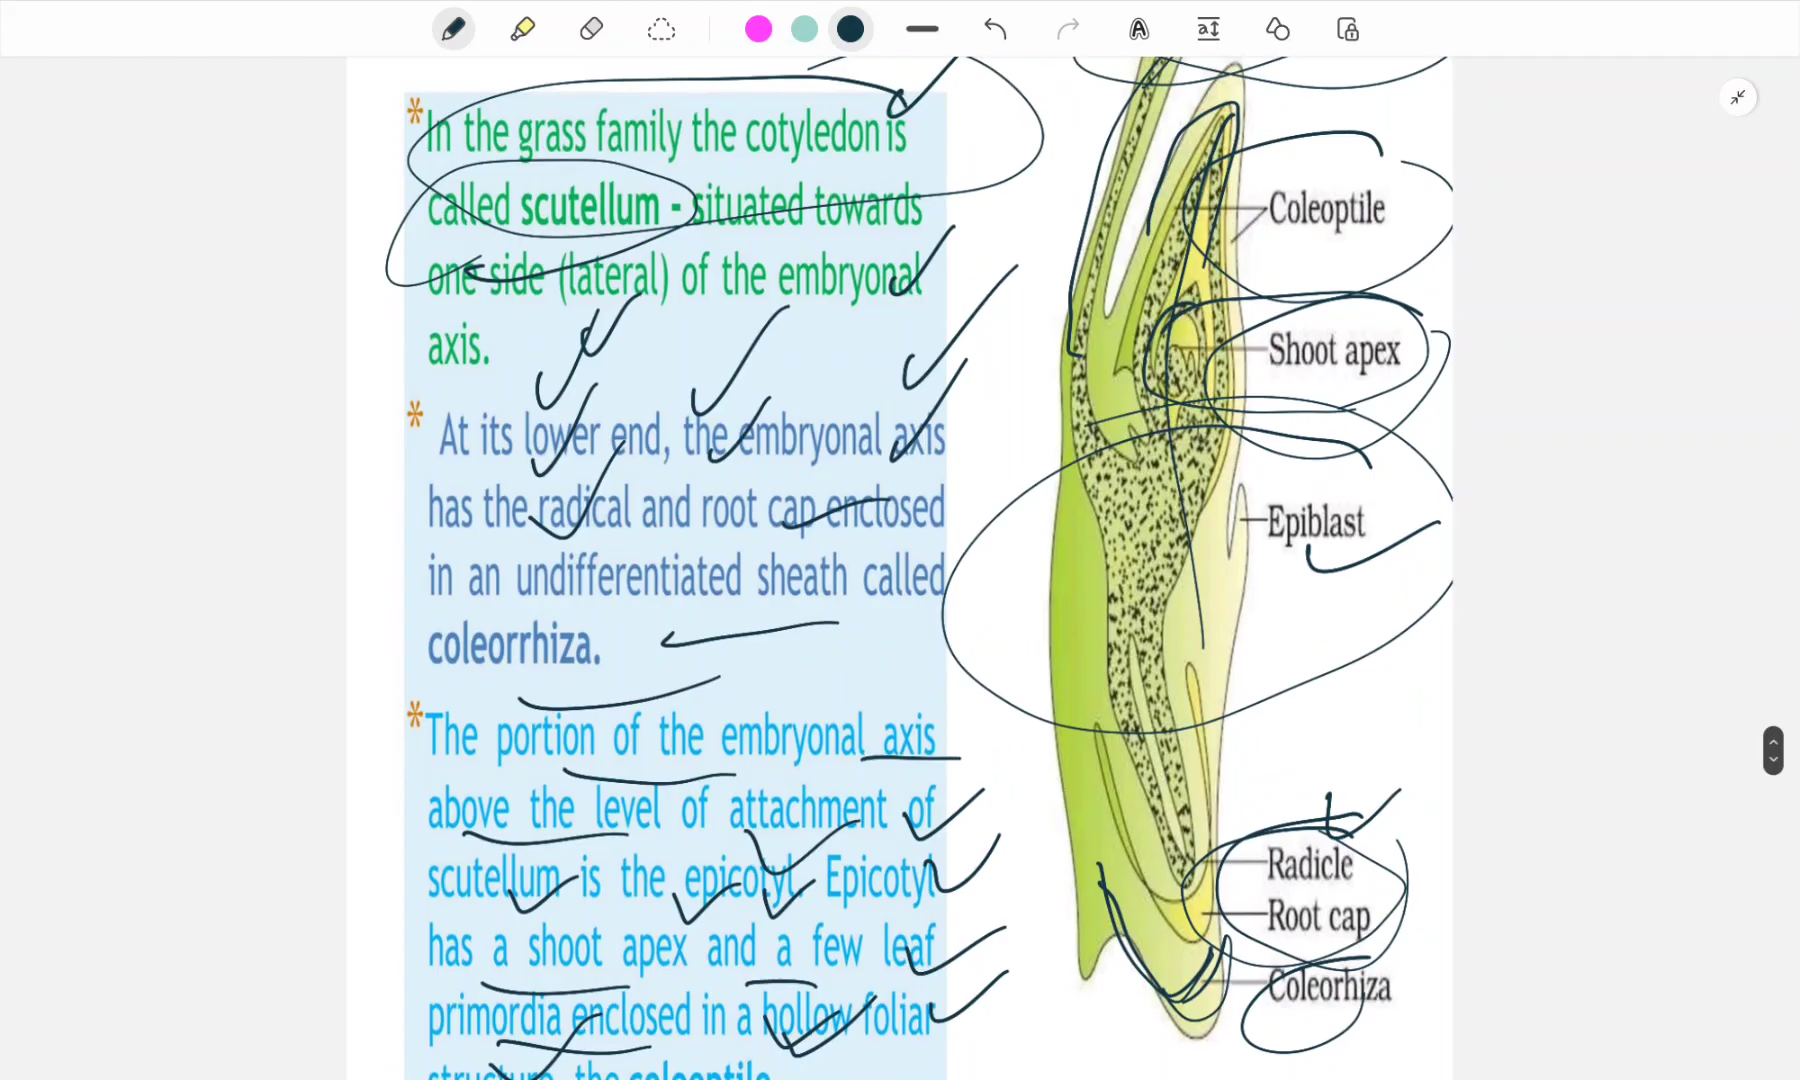 *In the grass family the cotyledon is
called scutellum - situated towards
one side (lateral) of the embryonal
axis.
* At its lower end, the embryonal axis
has the radical and root cap enclosed
in an undifferentiated sheath called
coleorrhiza.
*The portion of the embryonal axis
above the level of attachment of
scutellum is the epicotyl. Epicotyl
has a shoot apex and a few leaf
primordia enclosed in a hollow foliar
structure, the coleoptile.
Coleoptile
Shoot apex
Epiblast
Radicle
Root cap
Coleorhiza